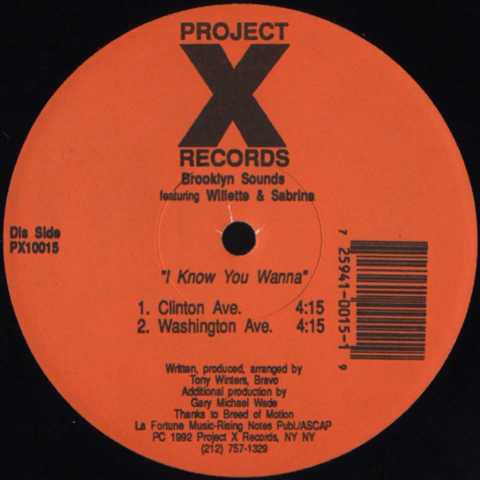 PROJECT
X
RECORDS
Brooklyn Sounds
featuring Willette & Sabrina
Dis Side
PX10015
"I Know You Wanna"
1. Clinton Ave. 4:15
2. Washington Ave. 4:15
7 25941-0015-1 9
Written, produced, arranged by
Tony Winters, Bravo
Additional production by
Gary Michael Wade
Thanks to Breed of Motion
La Fortune Music-Rising Notes Publ./ASCAP
PC 1992 Project X Records, NY NY
(212) 757-1329